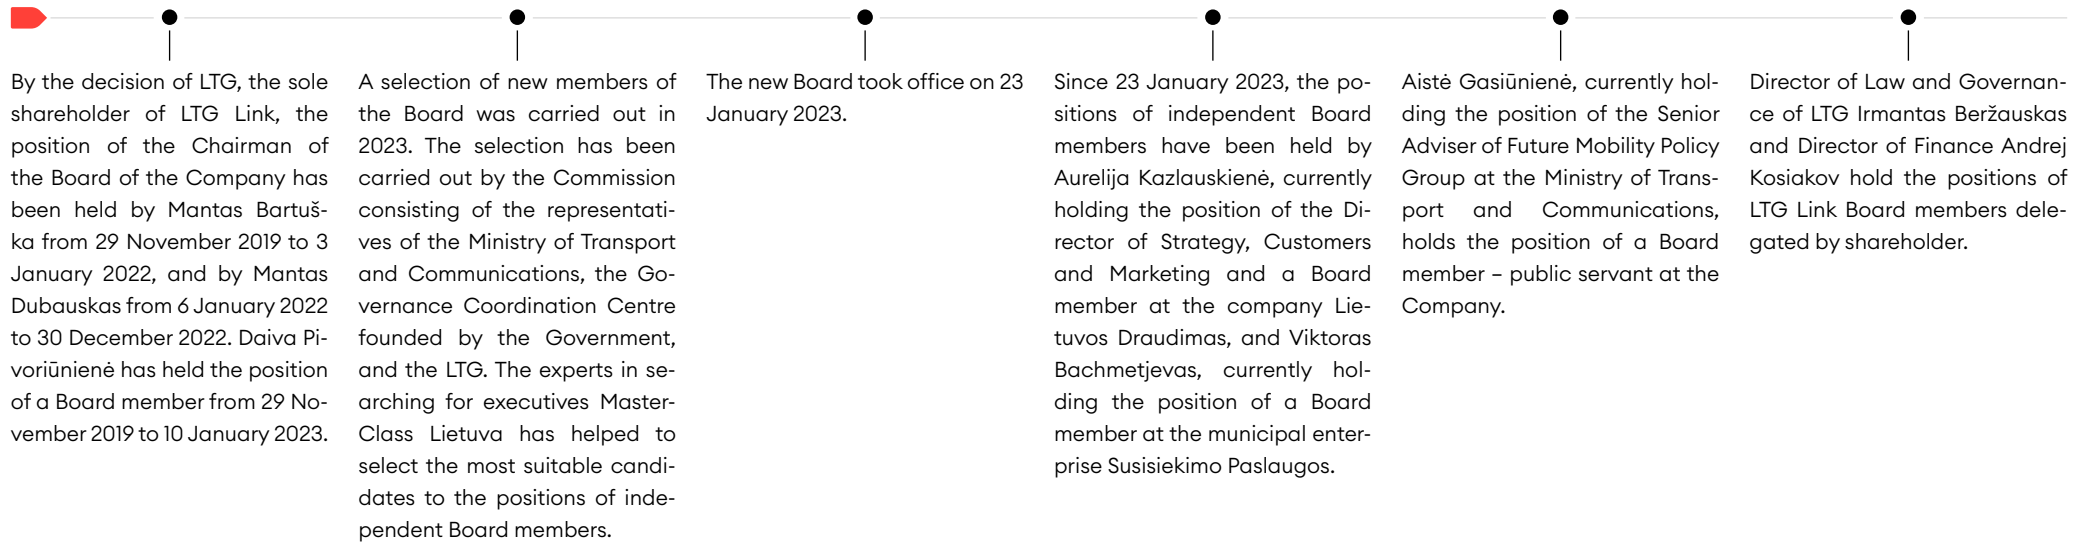 By the decision of LTG, the sole
shareholder of LTG Link, the
position of the Chairman of
the Board of the Company has
been held by Mantas Bartuš-
ka from 29 November 2019 to 3
January 2022, and by Mantas
Dubauskas from 6 January 2022
to 30 December 2022. Daiva Pi-
voriūnienė has held the position
of a Board member from 29 No-
vember 2019 to 10 January 2023.
A selection of new members of
the Board was carried out in
2023. The selection has been
carried out by the Commission
consisting of the representati-
ves of the Ministry of Transport
and Communications, the Go-
vernance Coordination Centre
founded by the Government,
and the LTG. The experts in se-
arching for executives Master-
Class Lietuva has helped to
select the most suitable candi-
dates to the positions of inde-
pendent Board members.
The new Board took office on 23
January 2023.
Since 23 January 2023, the po-
sitions of independent Board
members have been held by
Aurelija Kazlauskienė, currently
holding the position of the Di-
rector of Strategy, Customers
and Marketing and a Board
member at the company Lie-
tuvos Draudimas, and Viktoras
Bachmetjevas, currently hol-
ding the position of a Board
member at the municipal enter-
prise Susisiekimo Paslaugos.
Aistė Gasiūnienė, currently hol-
ding the position of the Senior
Adviser of Future Mobility Policy
Group at the Ministry of Trans-
port and Communications,
holds the position of a Board
member – public servant at the
Company.
Director of Law and Governan-
ce of LTG Irmantas Beržauskas
and Director of Finance Andrej
Kosiakov hold the positions of
LTG Link Board members dele-
gated by shareholder.